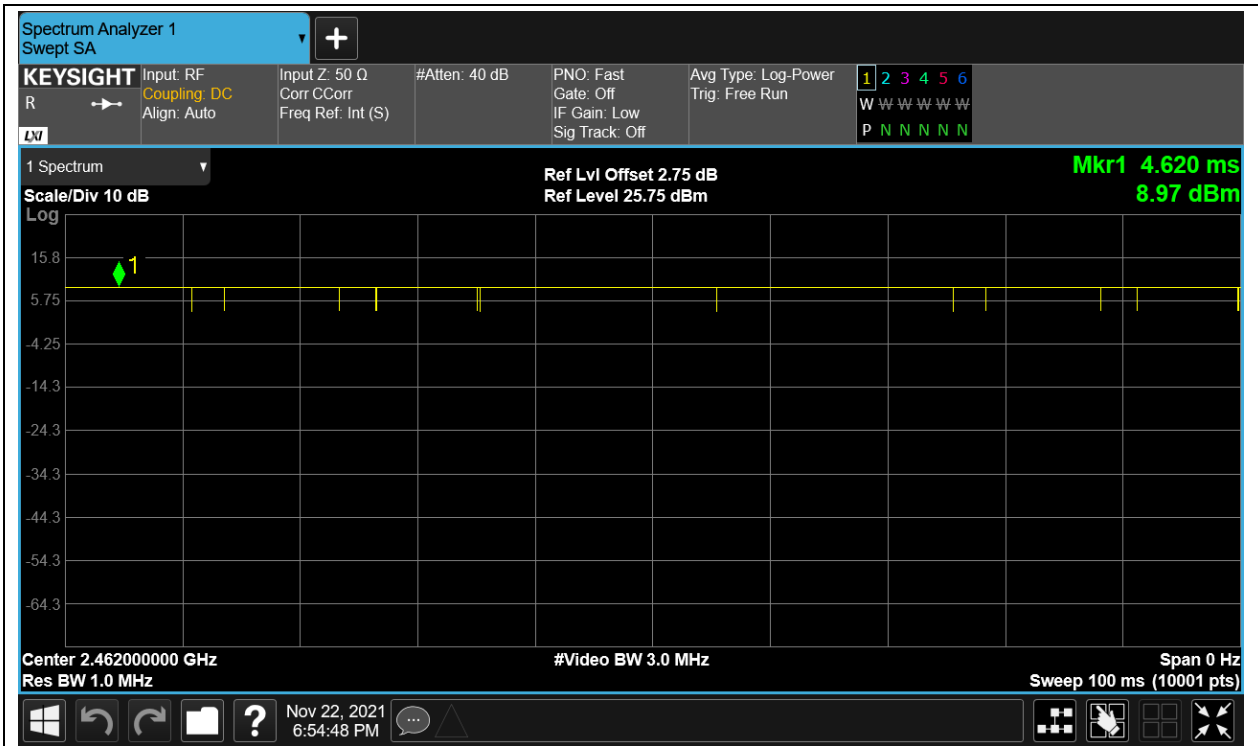 Spectrum Analyzer 1
Swept SA
KEYSIGHT
R
LXI
Input: RF
Coupling: DC
Align: Auto
Input Z: 50 Ω
Corr CCorr
Freq Ref: Int (S)
#Atten: 40 dB
PNO: Fast
Gate: Off
IF Gain: Low
Sig Track: Off
Avg Type: Log-Power
Trig: Free Run
1 2 3 4 5 6
W W W W W W
P N N N N N
1 Spectrum
Scale/Div 10 dB
Log
Ref Lvl Offset 2.75 dB
Ref Level 25.75 dBm
Mkr1 4.620 ms
8.97 dBm
1
15.8
5.75
-4.25
-14.3
-24.3
-34.3
-44.3
-54.3
-64.3
Center 2.462000000 GHz
Res BW 1.0 MHz
#Video BW 3.0 MHz
Span 0 Hz
Sweep 100 ms (10001 pts)
?
Nov 22, 2021
6:54:48 PM